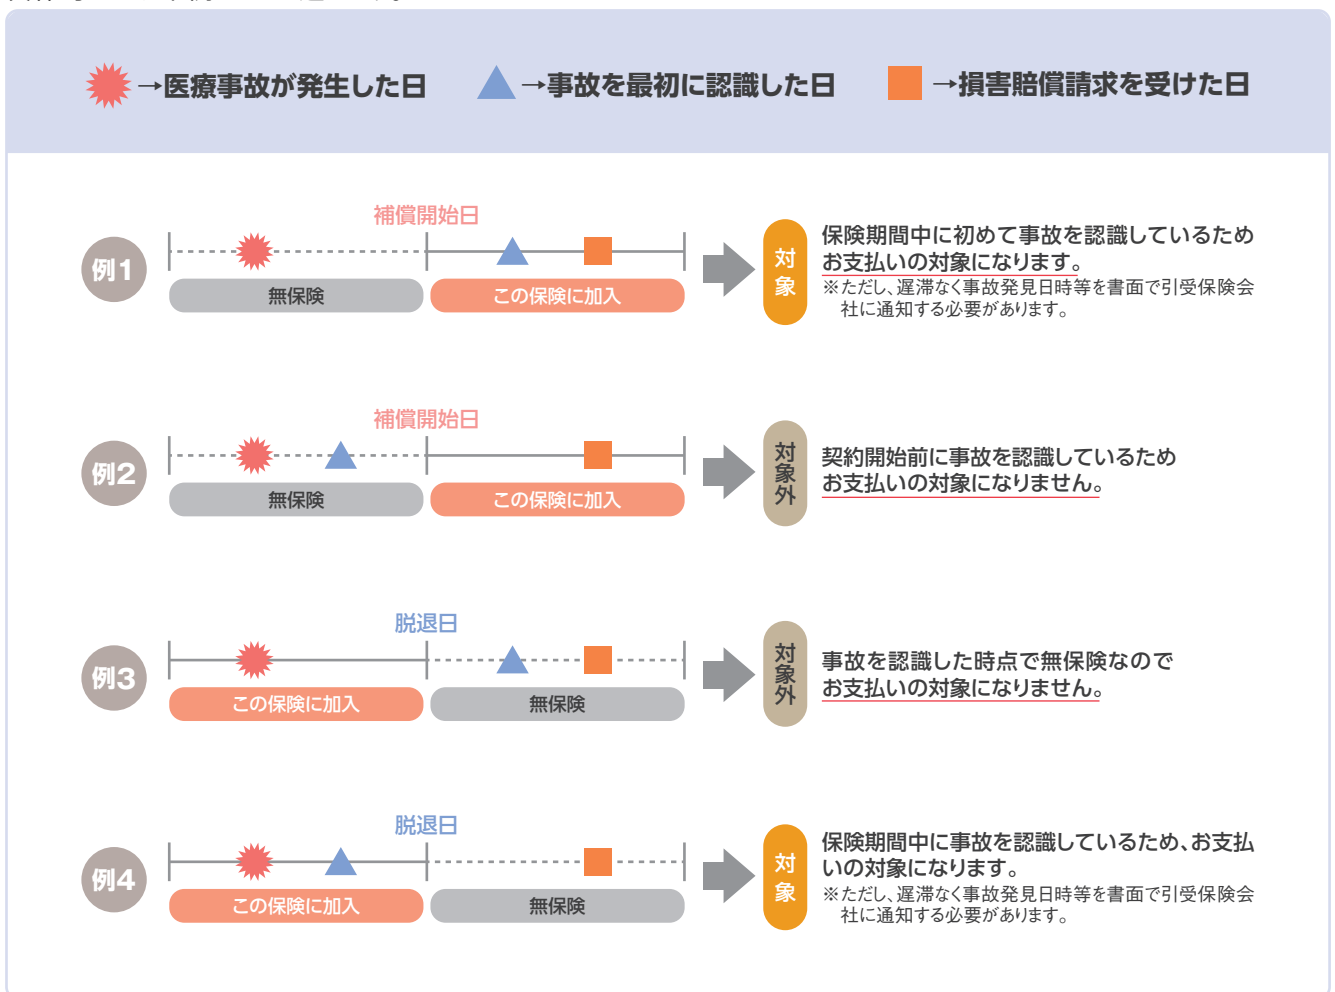 →医療事故が発生した日
→事故を最初に認識した日
→損害賠償請求を受けた日
例1
補償開始日
無保険
この保険に加入
対象
保険期間中に初めて事故を認識しているため
お支払いの対象になります。
※ただし、遅滞なく事故発見日時等を書面で引受保険会
社に通知する必要があります。
例2
補償開始日
無保険
この保険に加入
対象外
契約開始前に事故を認識しているため
お支払いの対象になりません。
例3
脱退日
この保険に加入
無保険
対象外
事故を認識した時点で無保険なので
お支払いの対象になりません。
例4
脱退日
この保険に加入
無保険
対象
保険期間中に事故を認識しているため、お支払
いの対象になります。
※ただし、遅滞なく事故発見日時等を書面で引受保険会
社に通知する必要があります。